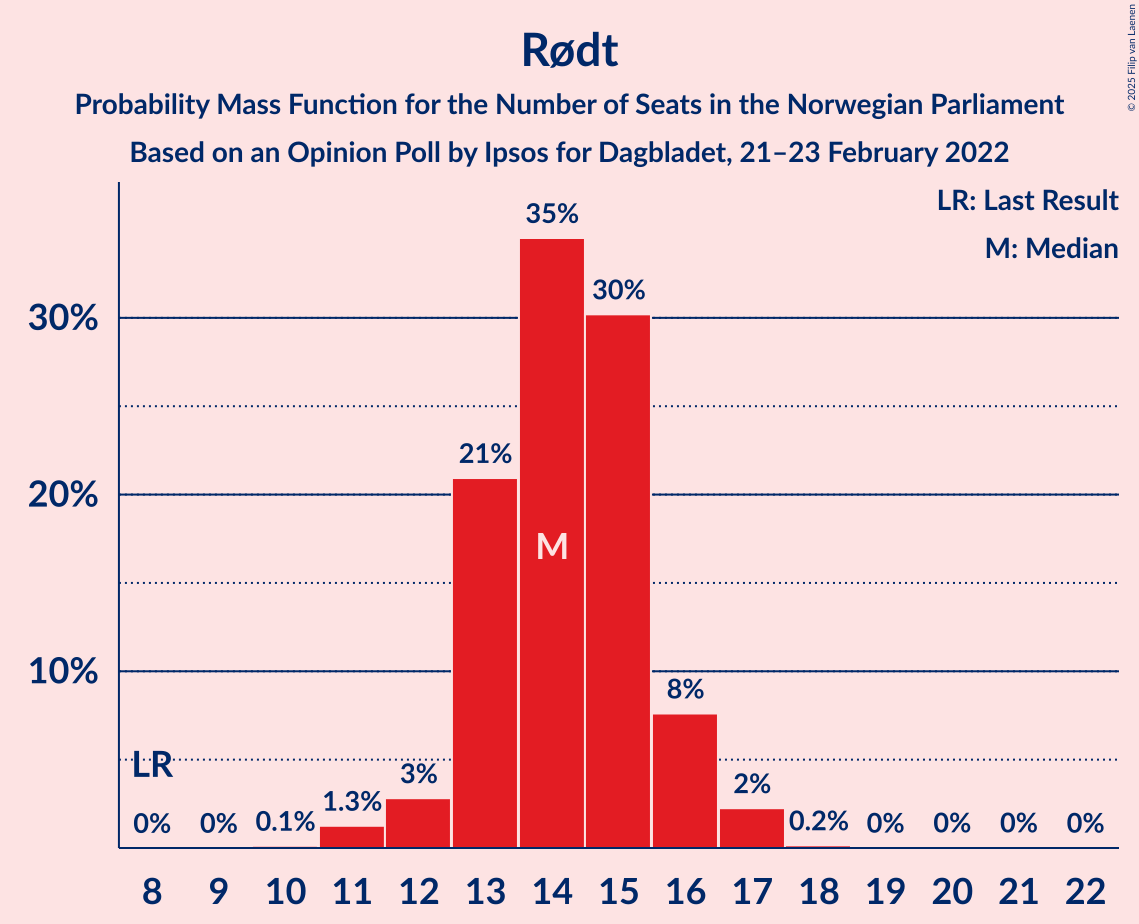 Rødt
Probability Mass Function for the Number of Seats in the Norwegian Parliament
Based on an Opinion Poll by Ipsos for Dagbladet, 21–23 February 2022
© 2025 Filip van Laenen
LR: Last Result
M: Median
35%
30%
30%
21%
20%
M
10%
8%
LR
3%
2%
1.3%
0% 0% 0.1% 0.2% 0% 0% 0% 0%
8 9 10 11 12 13 14 15 16 17 18 19 20 21 22